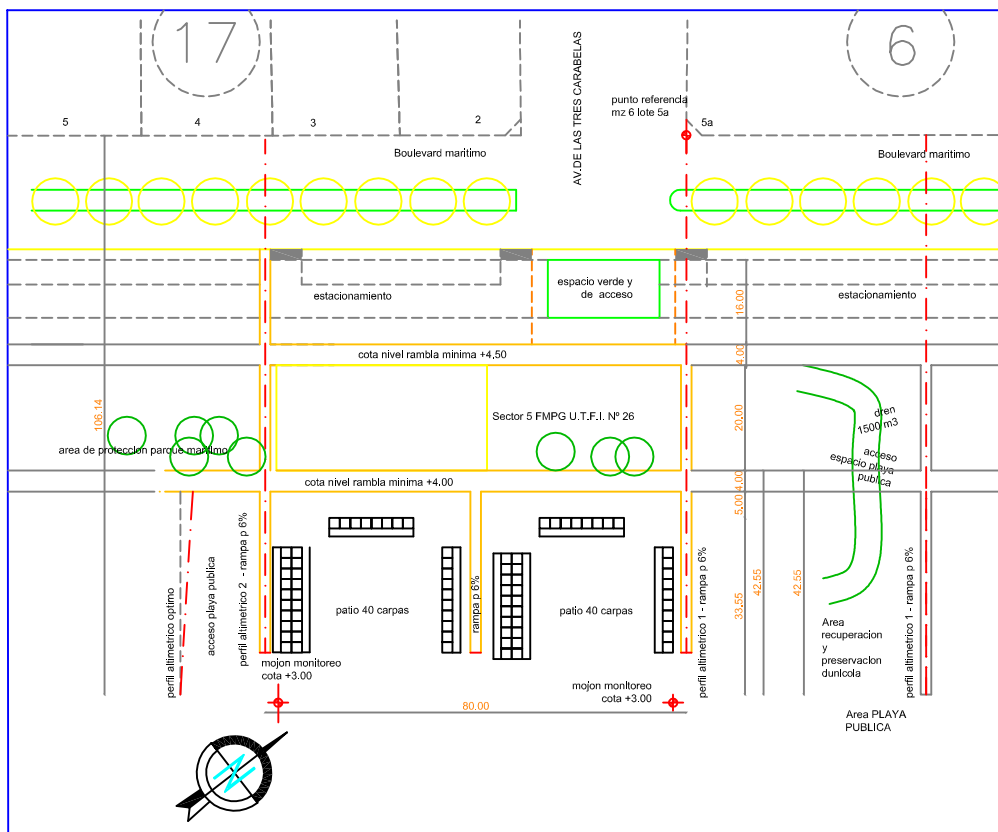 17
6
AV.DE LAS TRES CARABELAS
punto referencia
mz 6 lote 5a
5
4
3
2
5a
Boulevard maritimo
Boulevard maritimo
estacionamiento
espacio verde y
de acceso
estacionamiento
16.00
cota nivel rambla minima +4,50
4.00
106.14
Sector 5 FMPG U.T.F.I. Nº 26
20.00
dren
1500 m3
area de protección parque marítimo
acceso
espacio playa
publica
cota nivel rambla minima +4.00
4.00
5.00
perfil altimetrico optimo
acceso playa publica
perfil altimetrico 2 - rampa p 6%
patio 40 carpas
rampa p 6%
patio 40 carpas
perfil altimetrico 1 - rampa p 6%
33.55
42.55
42.55
perfil altimetrico 1 - rampa p 6%
Area
recuperacion
y
preservacion
dunicola
mojon monitoreo
cota +3.00
mojon monitoreo
cota +3.00
80.00
Area PLAYA
PUBLICA